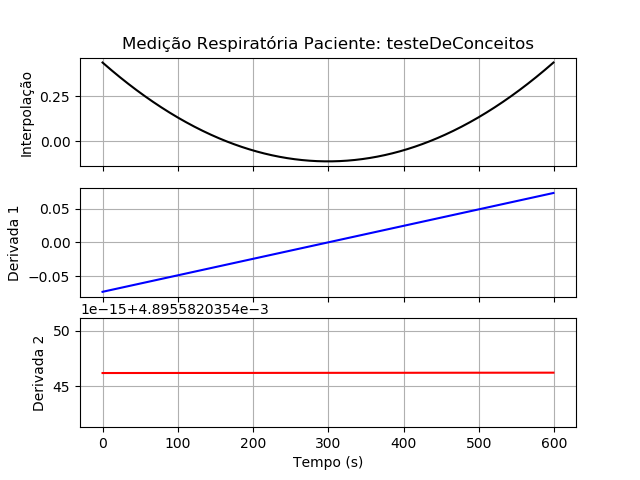 Medição Respiratória Paciente: testeDeConceitos
0.25
0.00
Interpolação
0.05
0.00
−0.05
Derivada 1
1e−15+4.8955820354e−3
50
45
Derivada 2
0 100 200 300 400 500 600
Tempo (s)